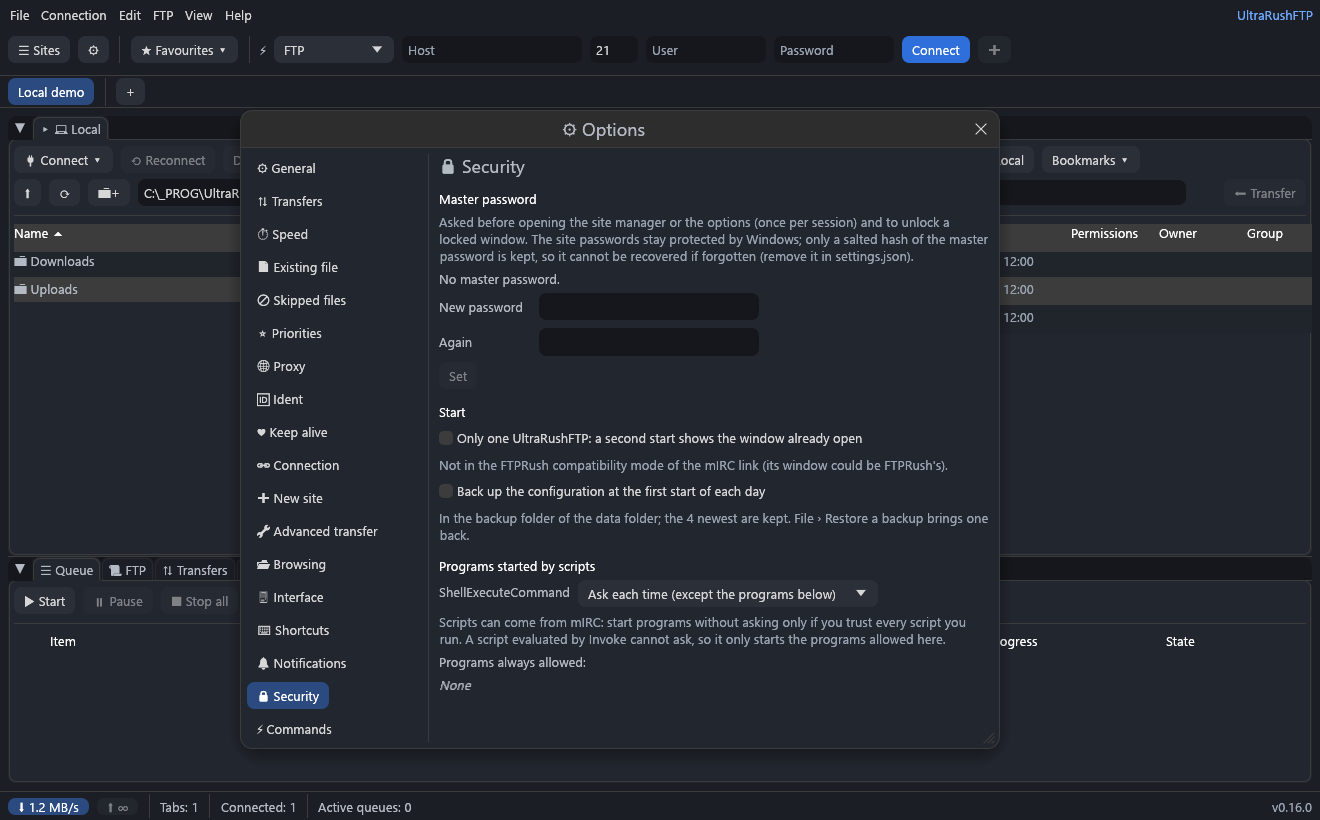 File Connection Edit FTP View Help UltraRushFTP
Sites Favourites FTP Host 21 User Password Connect +
Local demo +
Local
Options
Connect Reconnect Bookmarks
C:\_PROG\UltraR Transfer
Name Permissions Owner Group
Downloads 12:00
Uploads 12:00
12:00
General
Transfers
Speed
Existing file
Skipped files
Priorities
Proxy
Ident
Keep alive
Connection
New site
Advanced transfer
Browsing
Interface
Shortcuts
Notifications
Security
Commands
Security
Master password
Asked before opening the site manager or the options (once per session) and to unlock a
locked window. The site passwords stay protected by Windows; only a salted hash of the master
password is kept, so it cannot be recovered if forgotten (remove it in settings.json).
No master password.
New password
Again
Set
Start
Only one UltraRushFTP: a second start shows the window already open
Not in the FTPRush compatibility mode of the mIRC link (its window could be FTPRush's).
Back up the configuration at the first start of each day
In the backup folder of the data folder; the 4 newest are kept. File › Restore a backup brings one
back.
Programs started by scripts
ShellExecuteCommand Ask each time (except the programs below)
Scripts can come from mIRC: start programs without asking only if you trust every script you
run. A script evaluated by Invoke cannot ask, so it only starts the programs allowed here.
Programs always allowed:
None
Queue FTP Transfers
Start Pause Stop all
Item State
1.2 MB/s ∞ Tabs: 1 Connected: 1 Active queues: 0 v0.16.0